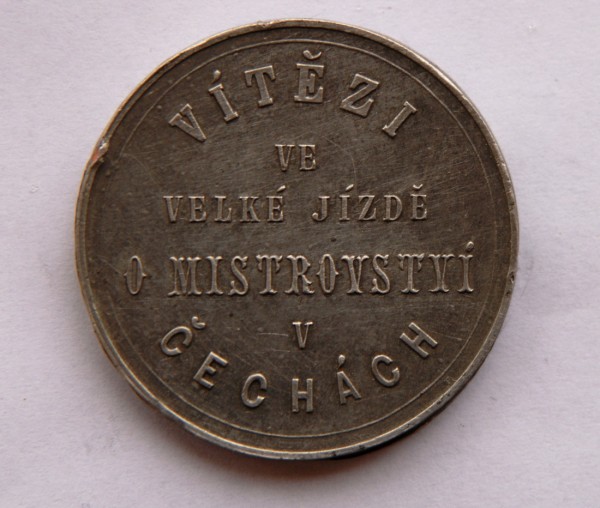 VÍTĚZI
VE
VELKÉ JÍZDĚ
O MISTROVSTVÍ
V
ČECHÁCH